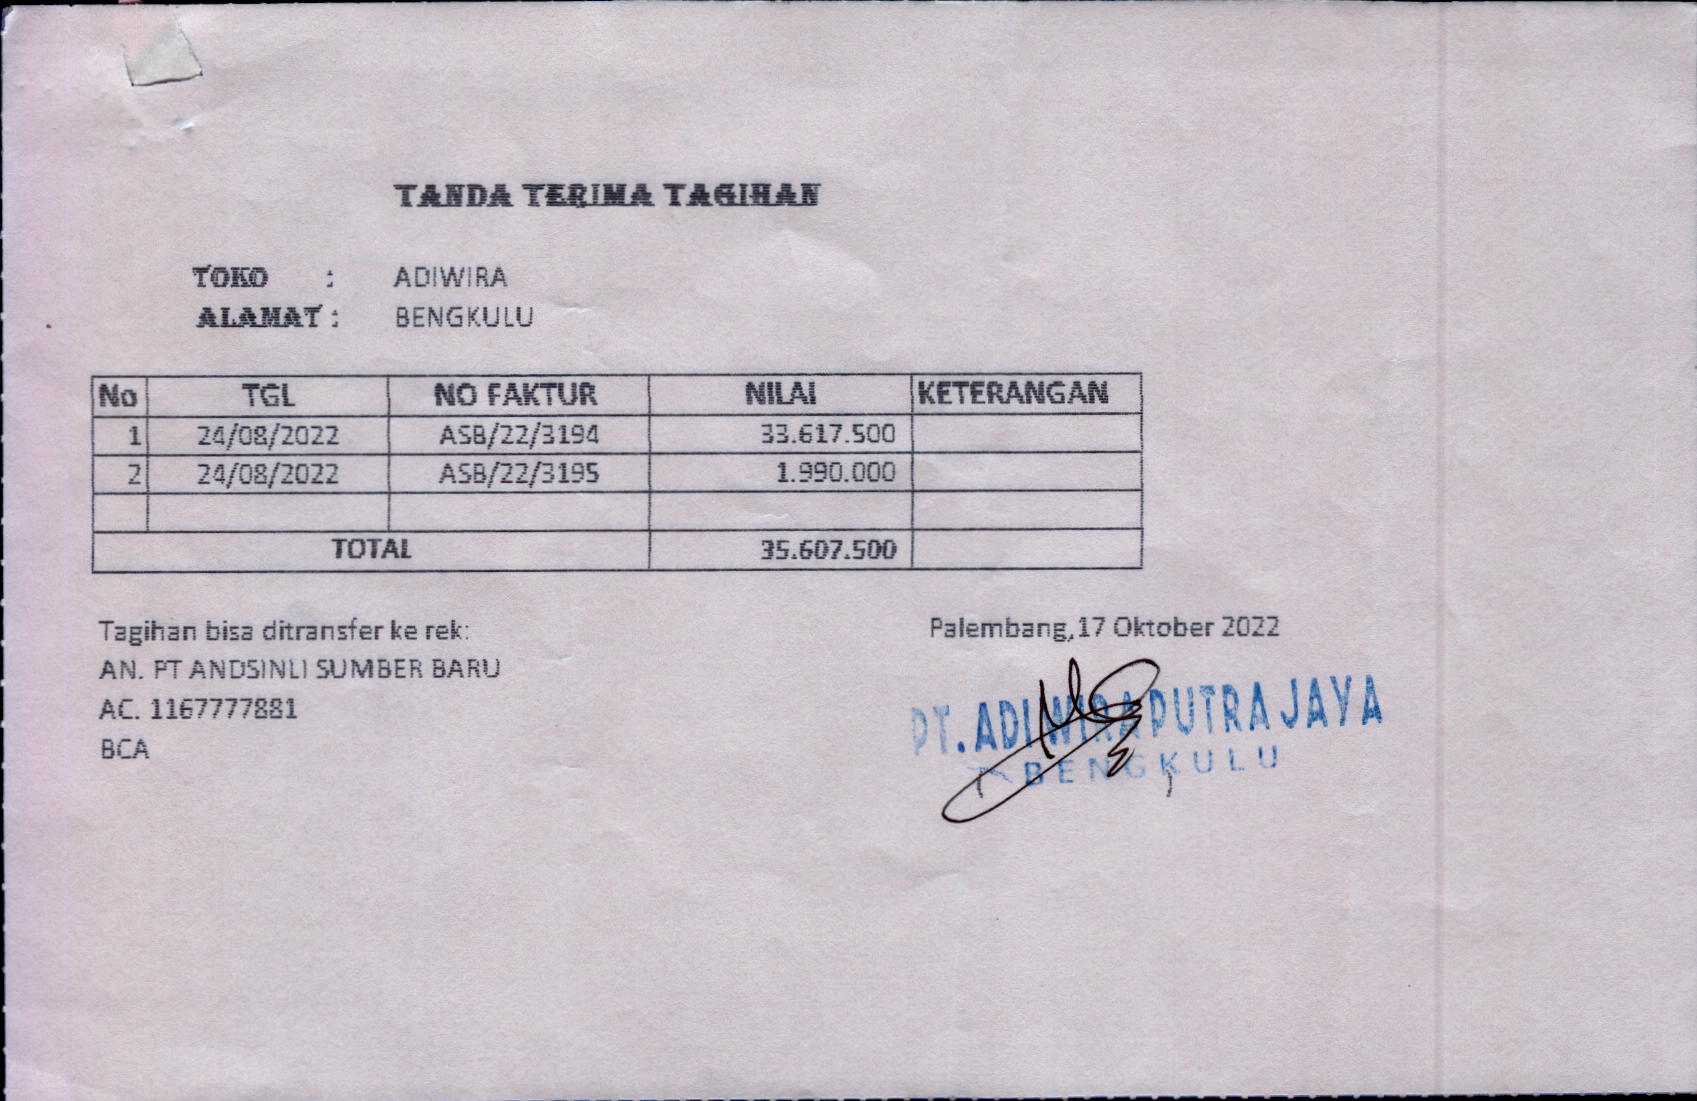 TANDA TERIMA TAGIHAN
TOKO : ADIWIRA
ALAMAT : BENGKULU
No TGL NO FAKTUR NILAI KETERANGAN
1 24/08/2022 ASB/22/3194 33.617.500
2 24/08/2022 ASB/22/3195 1.990.000
TOTAL 35.607.500
Tagihan bisa ditransfer ke rek: Palembang,17 Oktober 2022
AN. PT ANDSINLI SUMBER BARU
AC. 1167777881
BCA
PT. ADIWIRA PUTRA JAYA
BENGKULU
( )